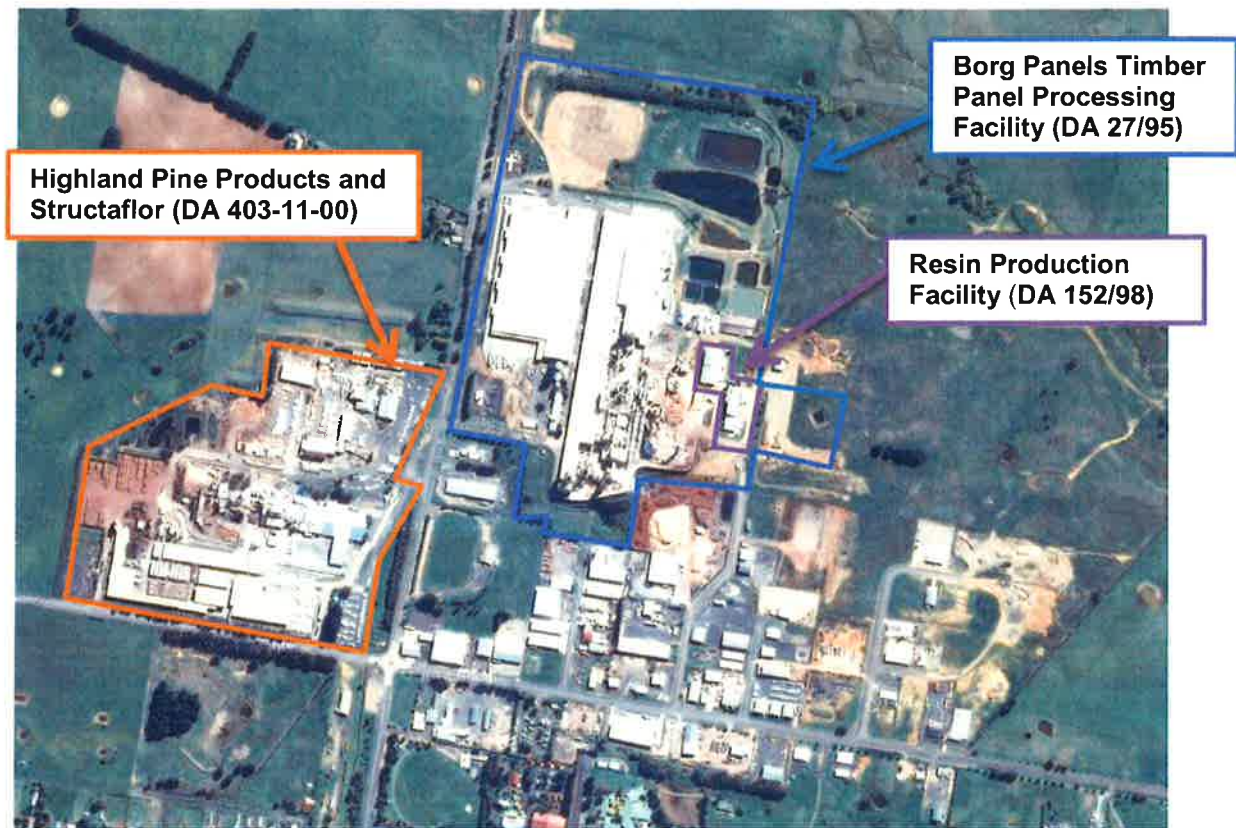 Borg Panels Timber
Panel Processing
Facility (DA 27/95)
Highland Pine Products and
Structaflor (DA 403-11-00)
Resin Production
Facility (DA 152/98)